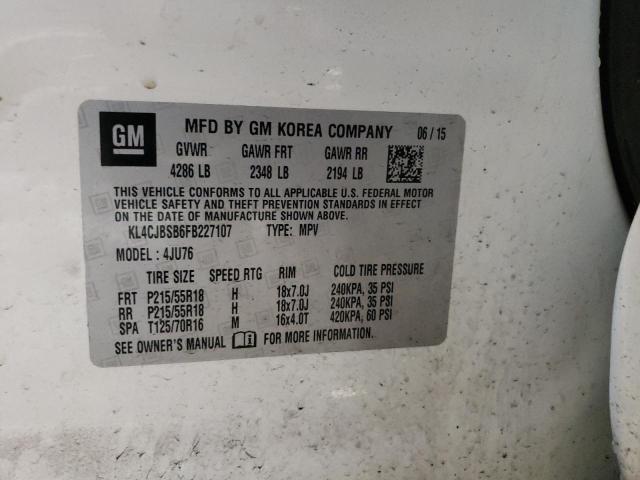 GM MFD BY GM KOREA COMPANY 06 / 15
GVWR GAWR FRT GAWR RR
4286 LB 2348 LB 2194 LB
THIS VEHICLE CONFORMS TO ALL APPLICABLE U.S. FEDERAL MOTOR
VEHICLE SAFETY AND THEFT PREVENTION STANDARDS IN EFFECT
ON THE DATE OF MANUFACTURE SHOWN ABOVE.
KL4CJBSB6FB227107 TYPE: MPV
MODEL : 4JU76
TIRE SIZE SPEED RTG RIM COLD TIRE PRESSURE
FRT P215/55R18 H 18x7.0J 240KPA, 35 PSI
RR P215/55R18 H 18x7.0J 240KPA, 35 PSI
SPA T125/70R16 M 16x4.0T 420KPA, 60 PSI
SEE OWNER'S MANUAL FOR MORE INFORMATION.